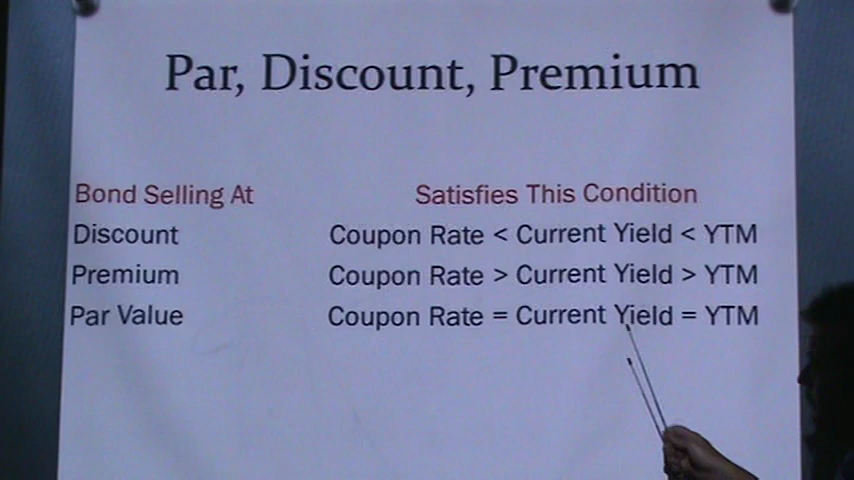 Par, Discount, Premium
Bond Selling At Satisfies This Condition
Discount Coupon Rate < Current Yield < YTM
Premium Coupon Rate > Current Yield > YTM
Par Value Coupon Rate = Current Yield = YTM